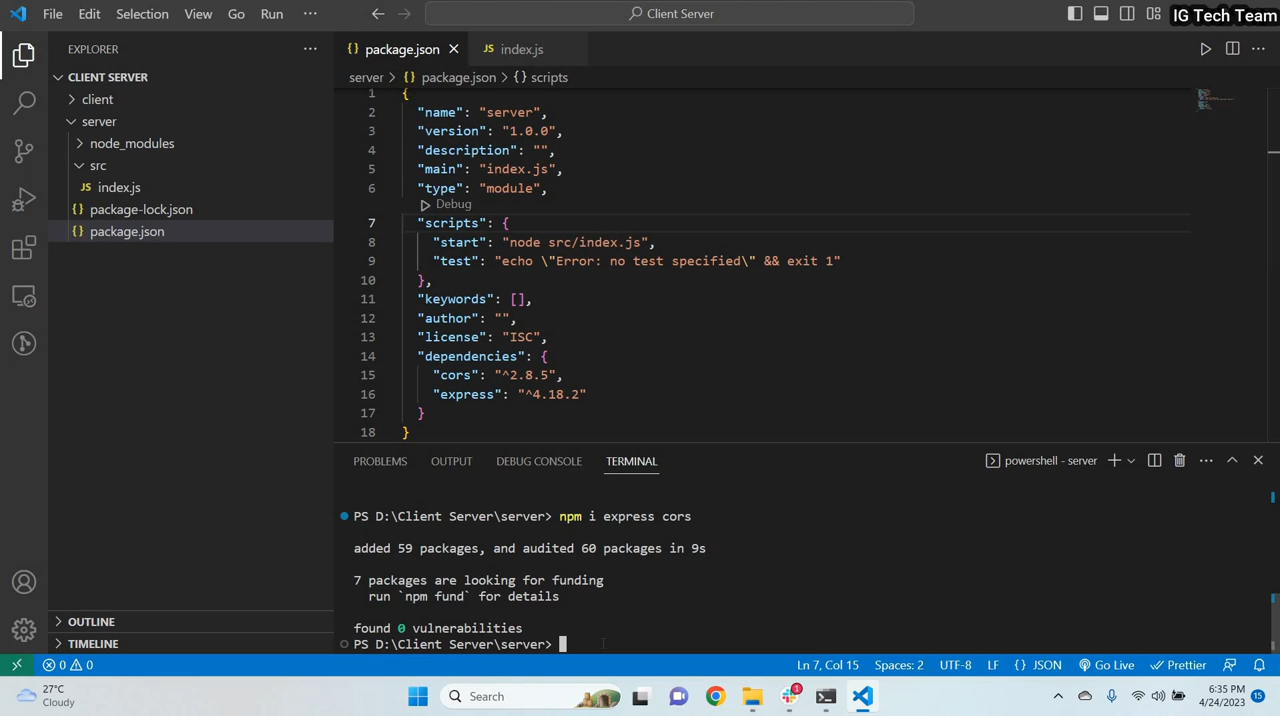 File Edit Selection View Go Run ··· Client Server IG Tech Team
EXPLORER ···
CLIENT SERVER
client
server
node_modules
src
JS index.js
{} package-lock.json
{} package.json
OUTLINE
TIMELINE
{} package.json JS index.js ···
server > {} package.json > {} scripts
1 {
2 "name": "server",
3 "version": "1.0.0",
4 "description": "",
5 "main": "index.js",
6 "type": "module",
Debug
7 "scripts": {
8 "start": "node src/index.js",
9 "test": "echo \"Error: no test specified\" && exit 1"
10 },
11 "keywords": [],
12 "author": "",
13 "license": "ISC",
14 "dependencies": {
15 "cors": "^2.8.5",
16 "express": "^4.18.2"
17 }
18 }
PROBLEMS OUTPUT DEBUG CONSOLE TERMINAL powershell - server ···
PS D:\Client Server\server> npm i express cors
added 59 packages, and audited 60 packages in 9s
7 packages are looking for funding
run `npm fund` for details
found 0 vulnerabilities
PS D:\Client Server\server>
0 0 Ln 7, Col 15 Spaces: 2 UTF-8 LF {} JSON Go Live Prettier
27°C
Cloudy
Search
1
6:35 PM
4/24/2023
15